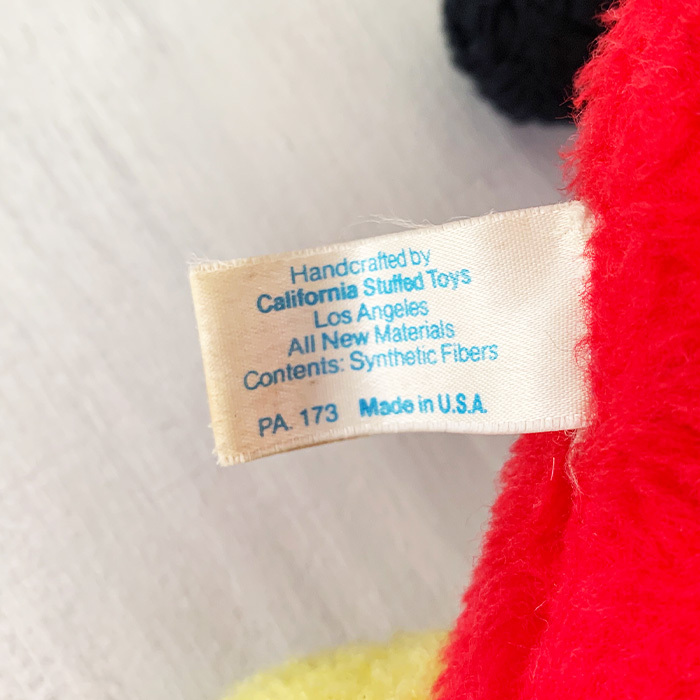 Handcrafted by
California Stuffed Toys
Los Angeles
All New Materials
Contents: Synthetic Fibers
PA. 173 Made in U.S.A.